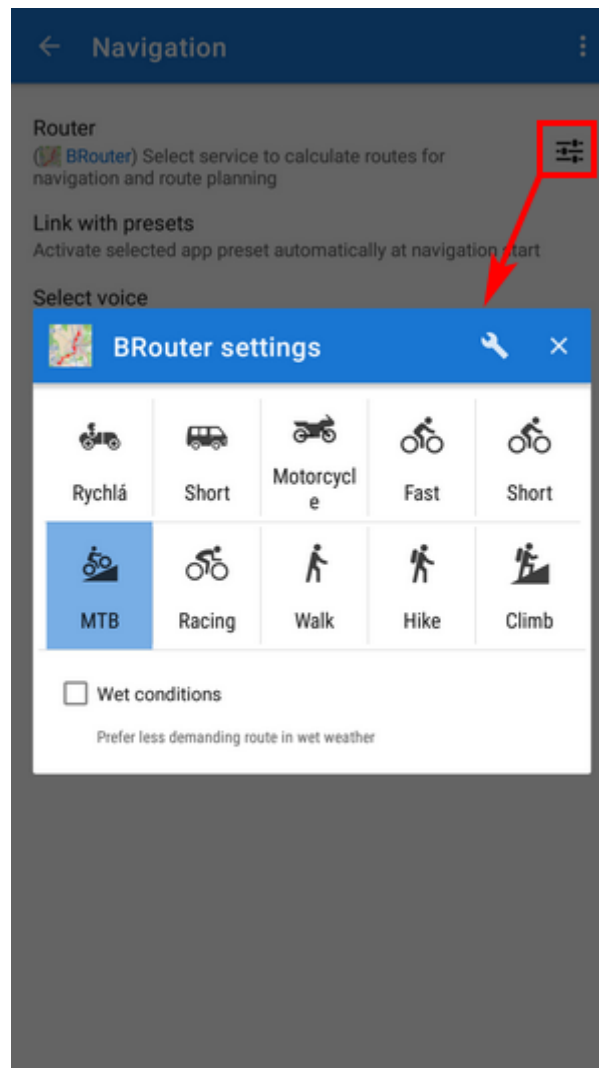 Navigation
Router
(BRouter) Select service to calculate routes for
navigation and route planning
Link with presets
Activate selected app preset automatically at navigation start
Select voice
BRouter settings
Rychlá
Short
Motorcycl
e
Fast
Short
MTB
Racing
Walk
Hike
Climb
Wet conditions
Prefer less demanding route in wet weather